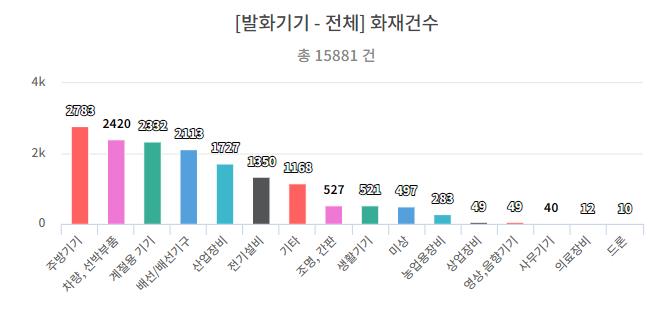 [발화기기 - 전체] 화재건수
총 15881 건
4k
2k
0
2783
2420
2332
2113
1727
1350
1168
527
521
497
283
49
49
40
12
10
주방기기
차량, 선박부품
계절용 기기
배선/배선기구
산업장비
전기설비
기타
조명, 간판
생활기기
미상
농업용장비
상업장비
영상,음향기기
사무기기
의료장비
드론